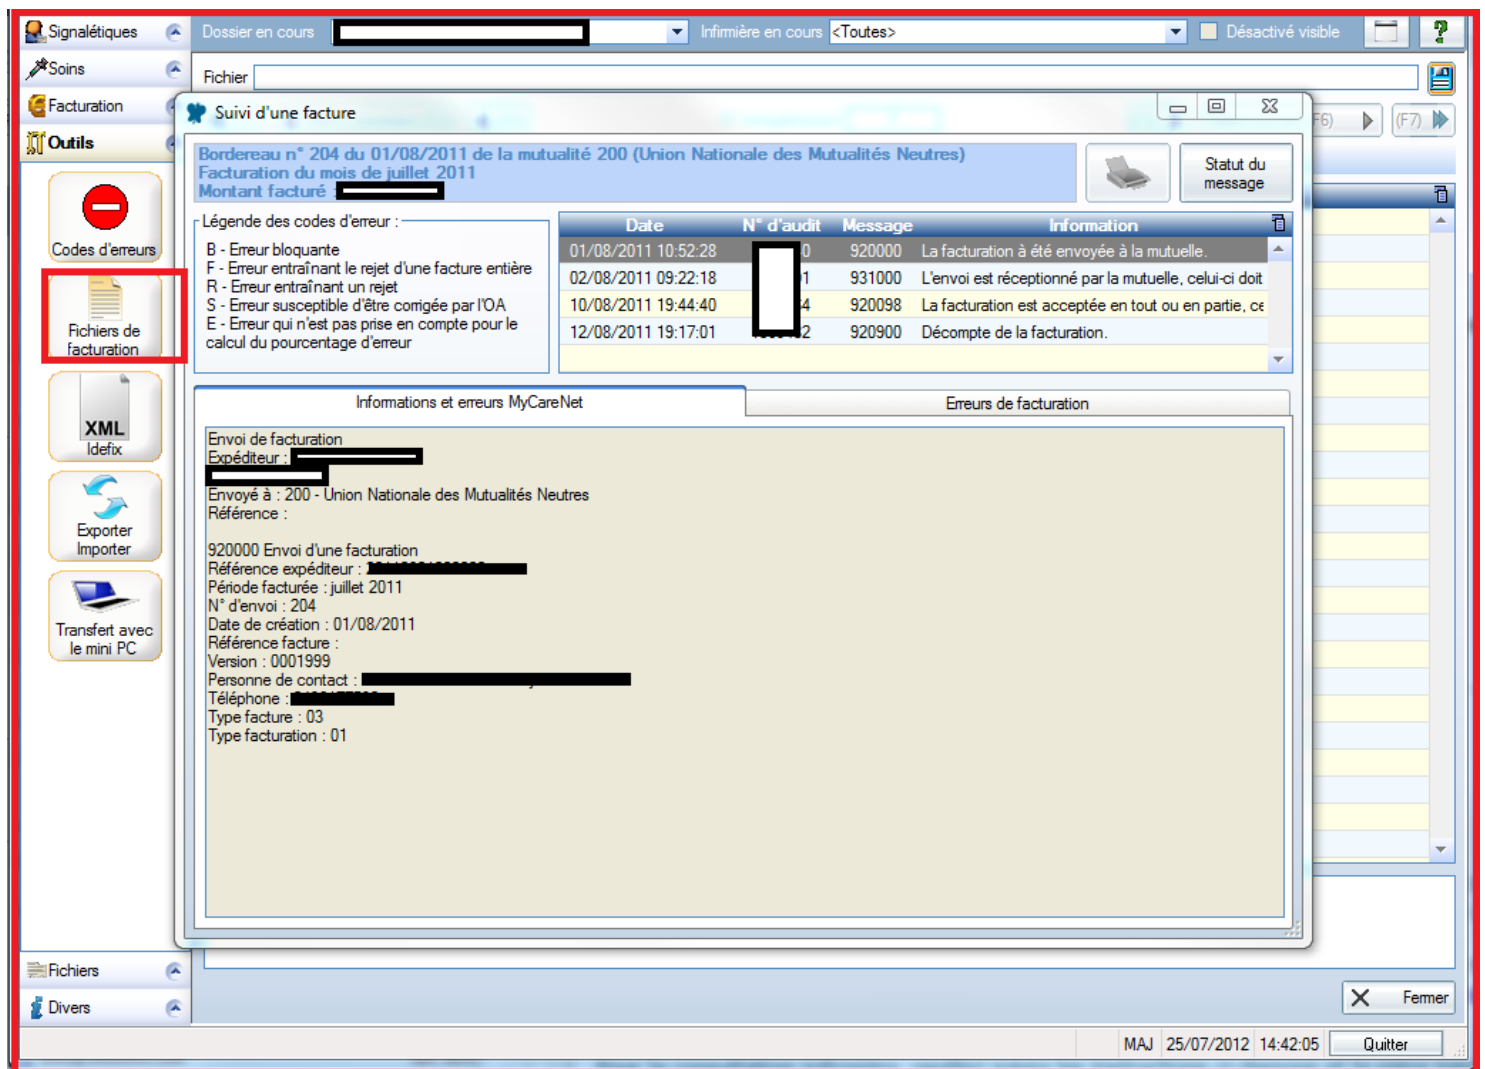 Signalétiques
Dossier en cours
Infirmière en cours <Toutes>
Désactivé visible
?
Soins
Fichier
Facturation
Suivi d'une facture
F6)
(F7)
Outils
Bordereau n° 204 du 01/08/2011 de la mutualité 200 (Union Nationale des Mutualités Neutres)
Facturation du mois de juillet 2011
Montant facturé :
Statut du
message
Codes d'erreurs
Fichiers de
facturation
XML
Idefix
Exporter
Importer
Transfert avec
le mini PC
Légende des codes d'erreur :
B - Erreur bloquante
F - Erreur entraînant le rejet d'une facture entière
R - Erreur entraînant un rejet
S - Erreur susceptible d'être corrigée par l'OA
E - Erreur qui n'est pas prise en compte pour le
calcul du pourcentage d'erreur
Date N° d'audit Message Information
01/08/2011 10:52:28 0 920000 La facturation à été envoyée à la mutuelle.
02/08/2011 09:22:18 1 931000 L'envoi est réceptionné par la mutuelle, celui-ci doit
10/08/2011 19:44:40 4 920098 La facturation est acceptée en tout ou en partie, ce
12/08/2011 19:17:01 2 920900 Décompte de la facturation.
Informations et erreurs MyCareNet
Erreurs de facturation
Envoi de facturation
Expéditeur :
Envoyé à : 200 - Union Nationale des Mutualités Neutres
Référence :
920000 Envoi d'une facturation
Référence expéditeur :
Période facturée : juillet 2011
N° d'envoi : 204
Date de création : 01/08/2011
Référence facture :
Version : 0001999
Personne de contact :
Téléphone :
Type facture : 03
Type facturation : 01
Fichiers
Divers
Fermer
MAJ 25/07/2012 14:42:05 Quitter